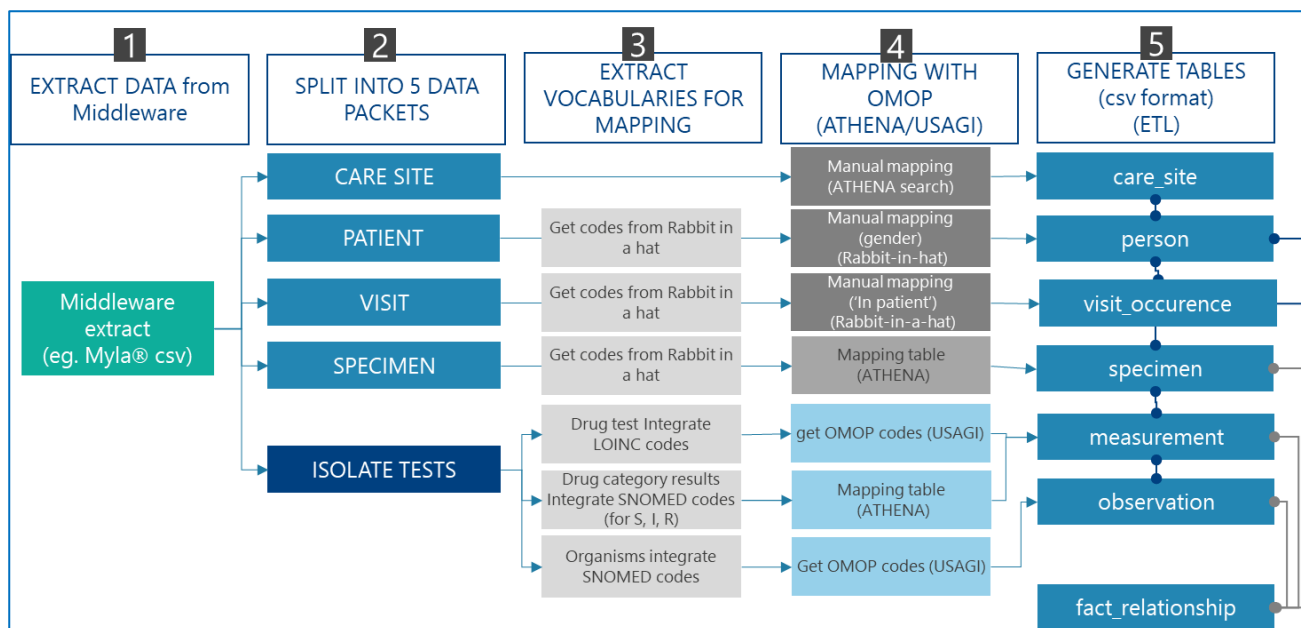 1
EXTRACT DATA from
Middleware
2
SPLIT INTO 5 DATA
PACKETS
3
EXTRACT
VOCABULARIES FOR
MAPPING
4
MAPPING WITH
OMOP
(ATHENA/USAGI)
5
GENERATE TABLES
(csv format)
(ETL)
Middleware
extract
(eg. Myla® csv)
CARE SITE
Manual mapping
(ATHENA search)
care_site
PATIENT
Get codes from Rabbit in
a hat
Manual mapping
(gender)
(Rabbit-in-hat)
person
VISIT
Get codes from Rabbit in
a hat
Manual mapping
('In patient')
(Rabbit-in-a-hat)
visit_occurence
SPECIMEN
Get codes from Rabbit in
a hat
Mapping table
(ATHENA)
specimen
ISOLATE TESTS
Drug test Integrate
LOINC codes
get OMOP codes (USAGI)
measurement
Drug category results
Integrate SNOMED codes
(for S, I, R)
Mapping table
(ATHENA)
observation
Organisms integrate
SNOMED codes
Get OMOP codes (USAGI)
fact_relationship